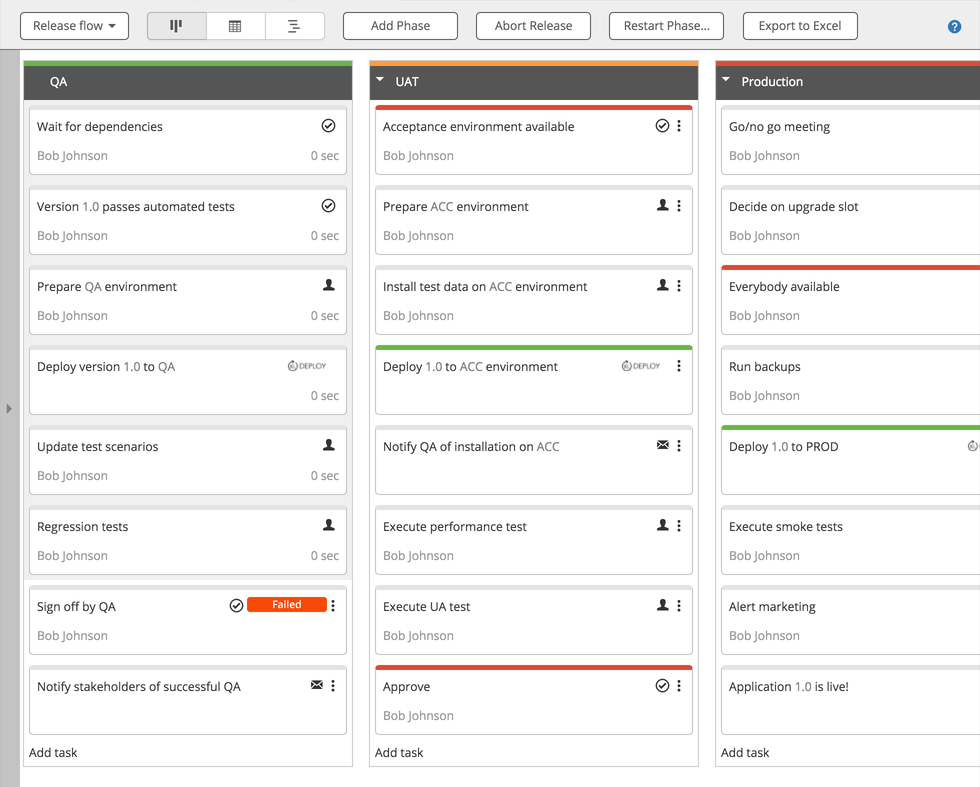 Release flow
Add Phase
Abort Release
Restart Phase...
Export to Excel
?
QA
Wait for dependencies
Bob Johnson 0 sec
Version 1.0 passes automated tests
Bob Johnson 0 sec
Prepare QA environment
Bob Johnson 0 sec
Deploy version 1.0 to QA DEPLOY
0 sec
Update test scenarios
Bob Johnson 0 sec
Regression tests
Bob Johnson 0 sec
Sign off by QA Failed
Bob Johnson
Notify stakeholders of successful QA
Add task
UAT
Acceptance environment available
Bob Johnson
Prepare ACC environment
Bob Johnson
Install test data on ACC environment
Bob Johnson
Deploy 1.0 to ACC environment DEPLOY
Notify QA of installation on ACC
Execute performance test
Bob Johnson
Execute UA test
Bob Johnson
Approve
Bob Johnson
Add task
Production
Go/no go meeting
Bob Johnson
Decide on upgrade slot
Bob Johnson
Everybody available
Bob Johnson
Run backups
Bob Johnson
Deploy 1.0 to PROD
Execute smoke tests
Bob Johnson
Alert marketing
Bob Johnson
Application 1.0 is live!
Add task